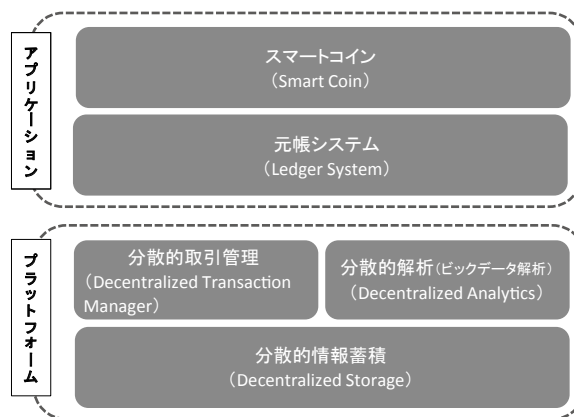 アプリケーション
スマートコイン
（Smart Coin）
元帳システム
（Ledger System）
プラットフォーム
分散的取引管理
（Decentralized Transaction
Manager）
分散的解析（ビックデータ解析）
（Decentralized Analytics）
分散的情報蓄積
（Decentralized Storage）